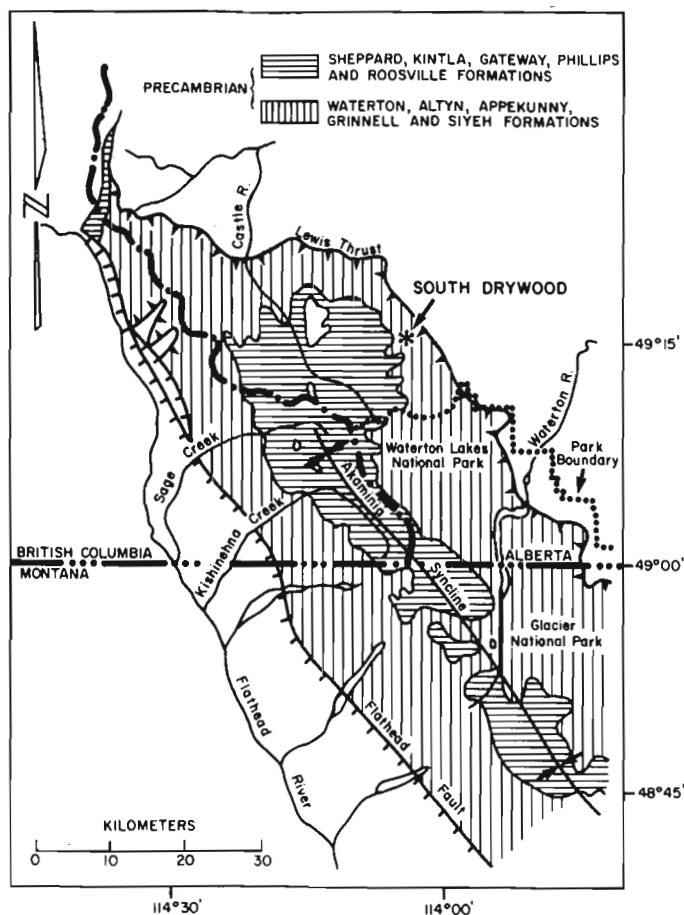 PRECAMBRIAN
SHEPPARD, KINTLA, GATEWAY, PHILLIPS
AND ROOSVILLE FORMATIONS
WATERTON, ALTYN, APPEKUNNY,
GRINNELL AND SIYEH FORMATIONS
N
Castle R.
Lewis Thrust
SOUTH DRYWOOD
49°15'
Waterton R.
Park
Boundary
Waterton Lakes
National Park
Sage Creek
Akaminia
Syncline
Kishinehna Creek
BRITISH COLUMBIA
MONTANA
ALBERTA
49°00'
Glacier
National Park
Flathead
River
Flathead
Fault
48°45'
KILOMETERS
0 10 20 30
114°30'
114°00'